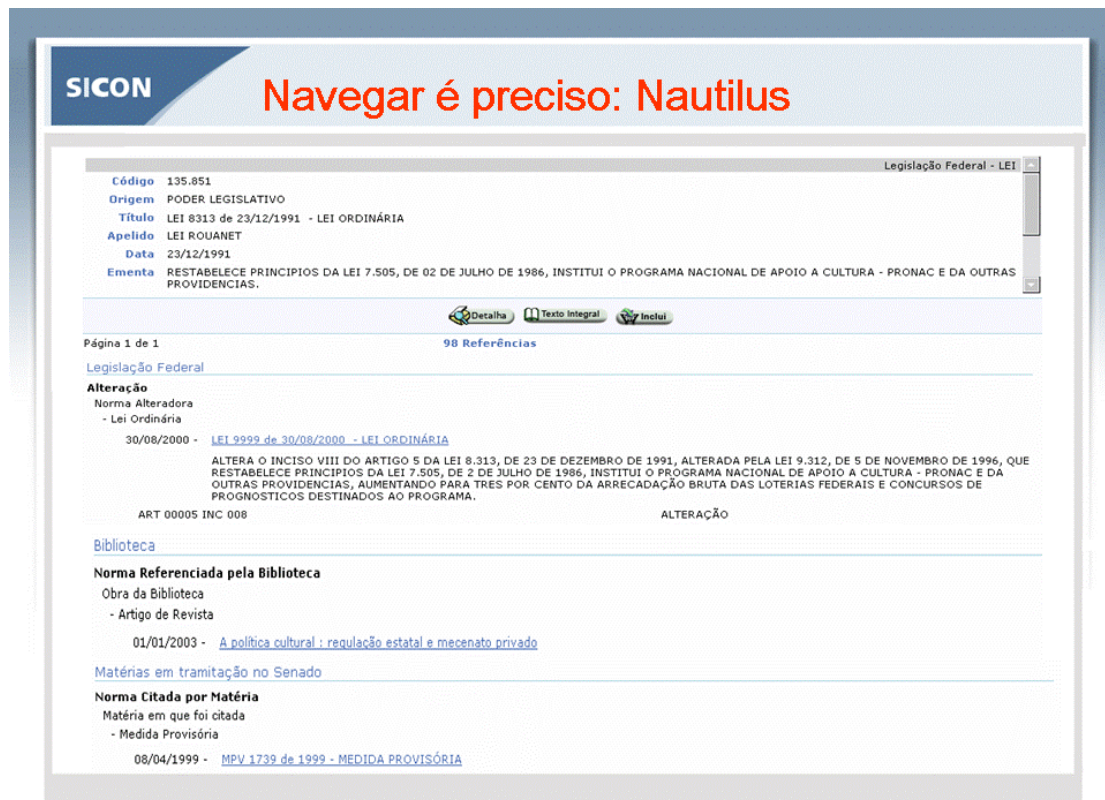 SICON
Navegar é preciso: Nautilus
Legislação Federal - LEI
Código 135.851
Origem PODER LEGISLATIVO
Título LEI 8313 de 23/12/1991 - LEI ORDINÁRIA
Apelido LEI ROUANET
Data 23/12/1991
Ementa RESTABELECE PRINCIPIOS DA LEI 7.505, DE 02 DE JULHO DE 1986, INSTITUI O PROGRAMA NACIONAL DE APOIO A CULTURA - PRONAC E DA OUTRAS
PROVIDENCIAS.
Detalha Texto Integral Inclui
Página 1 de 1 98 Referências
Legislação Federal
Alteração
Norma Alteradora
- Lei Ordinária
30/08/2000 - LEI 9999 de 30/08/2000 - LEI ORDINÁRIA
ALTERA O INCISO VIII DO ARTIGO 5 DA LEI 8.313, DE 23 DE DEZEMBRO DE 1991, ALTERADA PELA LEI 9.312, DE 5 DE NOVEMBRO DE 1996, QUE
RESTABELECE PRINCIPIOS DA LEI 7.505, DE 2 DE JULHO DE 1986, INSTITUI O PROGRAMA NACIONAL DE APOIO A CULTURA - PRONAC E DA
OUTRAS PROVIDENCIAS, AUMENTANDO PARA TRES POR CENTO DA ARRECADAÇÃO BRUTA DAS LOTERIAS FEDERAIS E CONCURSOS DE
PROGNOSTICOS DESTINADOS AO PROGRAMA.
ART 00005 INC 008 ALTERAÇÃO
Biblioteca
Norma Referenciada pela Biblioteca
Obra da Biblioteca
- Artigo de Revista
01/01/2003 - A política cultural : regulação estatal e mecenato privado
Matérias em tramitação no Senado
Norma Citada por Matéria
Matéria em que foi citada
- Medida Provisória
08/04/1999 - MPV 1739 de 1999 - MEDIDA PROVISÓRIA